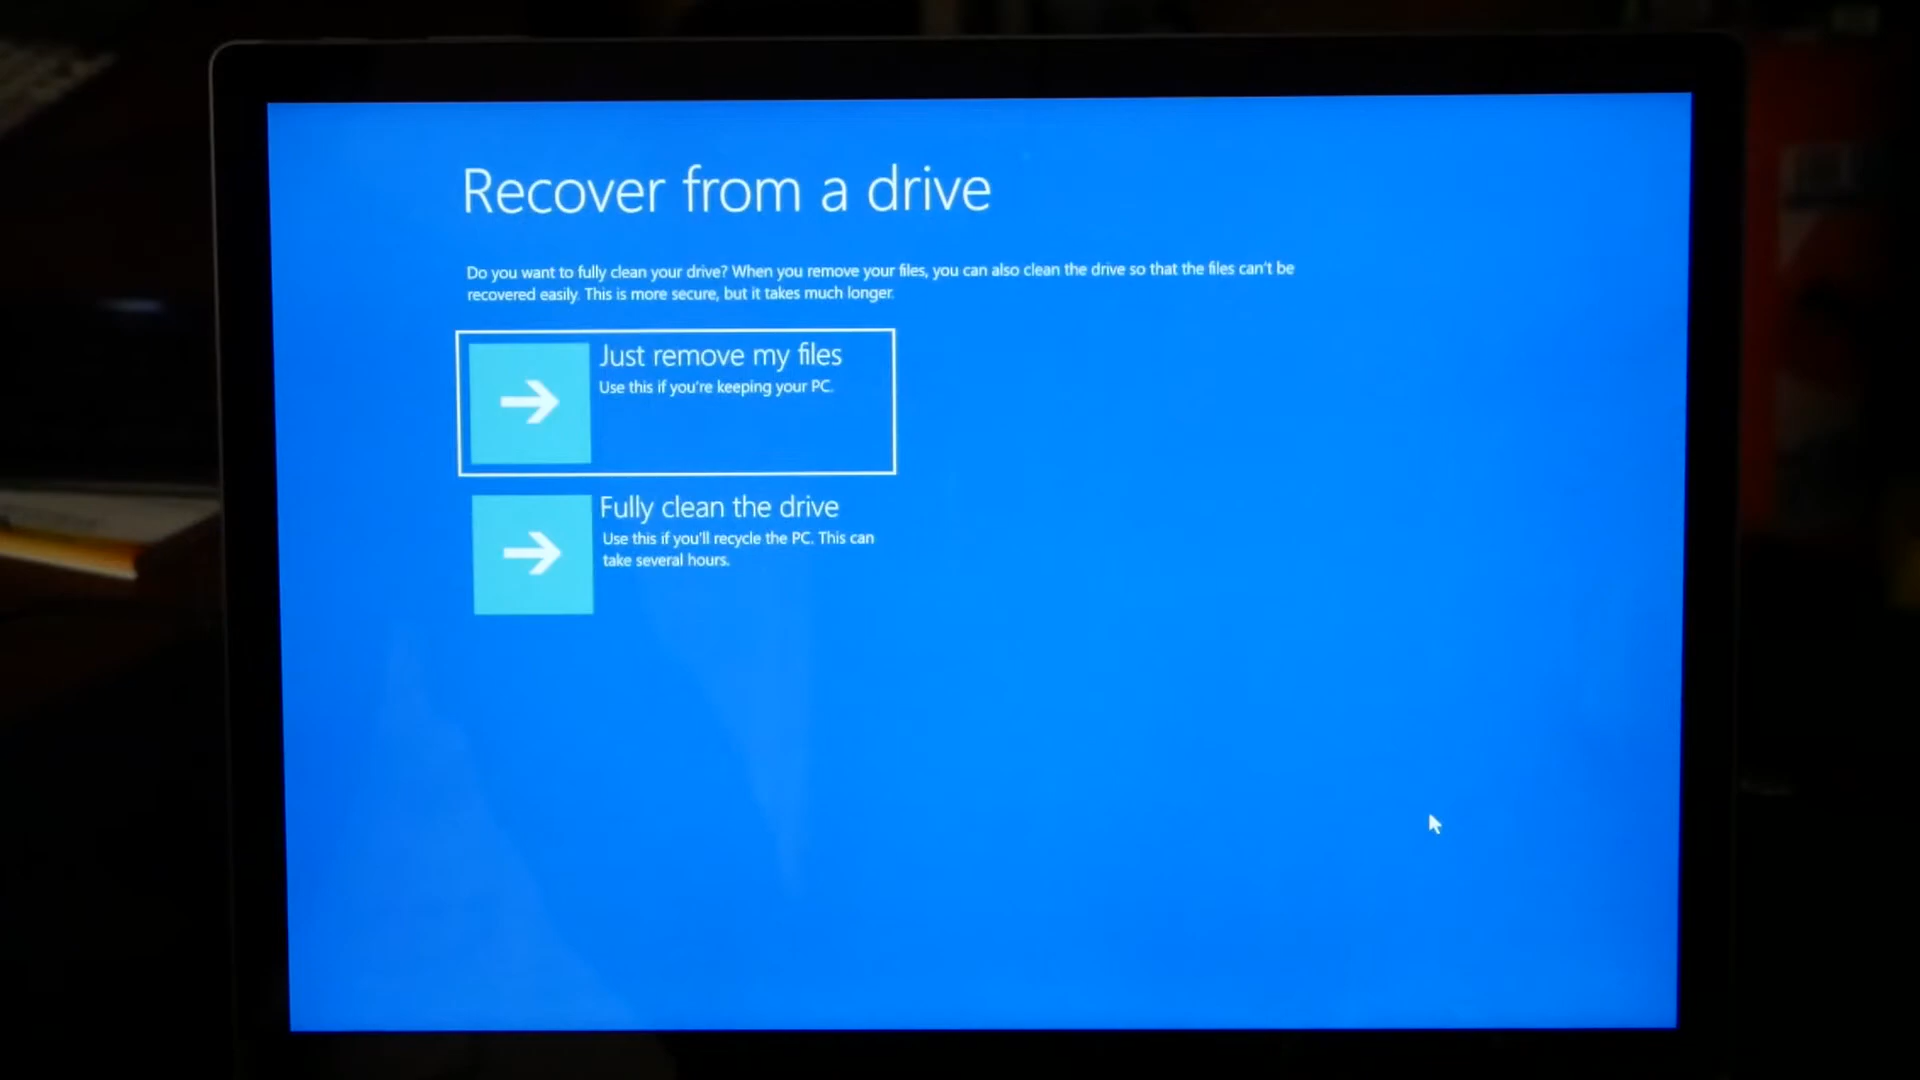 Recover from a drive
Do you want to fully clean your drive? When you remove your files, you can also clean the drive so that the files can't be
recovered easily. This is more secure, but it takes much longer.
Just remove my files
Use this if you're keeping your PC.
Fully clean the drive
Use this if you'll recycle the PC. This can
take several hours.